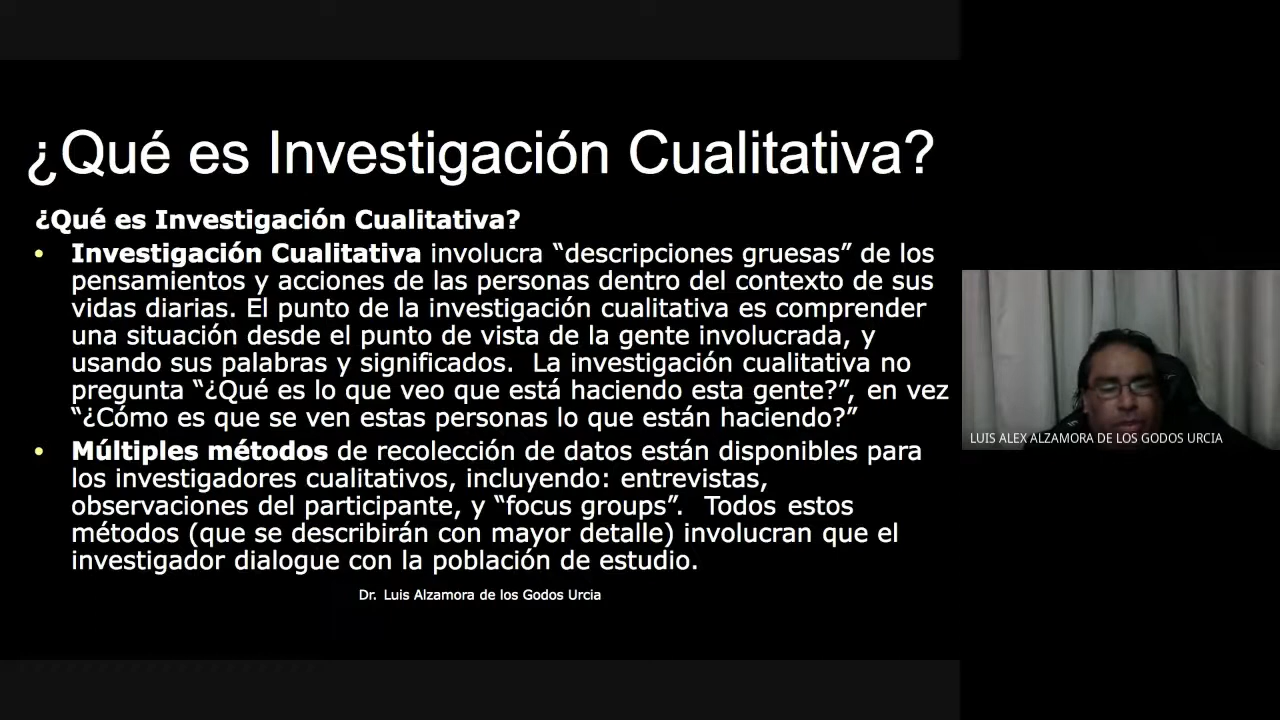 ¿Qué es Investigación Cualitativa?
¿Qué es Investigación Cualitativa?
• Investigación Cualitativa involucra “descripciones gruesas” de los
pensamientos y acciones de las personas dentro del contexto de sus
vidas diarias. El punto de la investigación cualitativa es comprender
una situación desde el punto de vista de la gente involucrada, y
usando sus palabras y significados. La investigación cualitativa no
pregunta “¿Qué es lo que veo que está haciendo esta gente?”, en vez
“¿Cómo es que se ven estas personas lo que están haciendo?”
• Múltiples métodos de recolección de datos están disponibles para
los investigadores cualitativos, incluyendo: entrevistas,
observaciones del participante, y “focus groups”. Todos estos
métodos (que se describirán con mayor detalle) involucran que el
investigador dialogue con la población de estudio.
Dr. Luis Alzamora de los Godos Urcia
LUIS ALEX ALZAMORA DE LOS GODOS URCIA